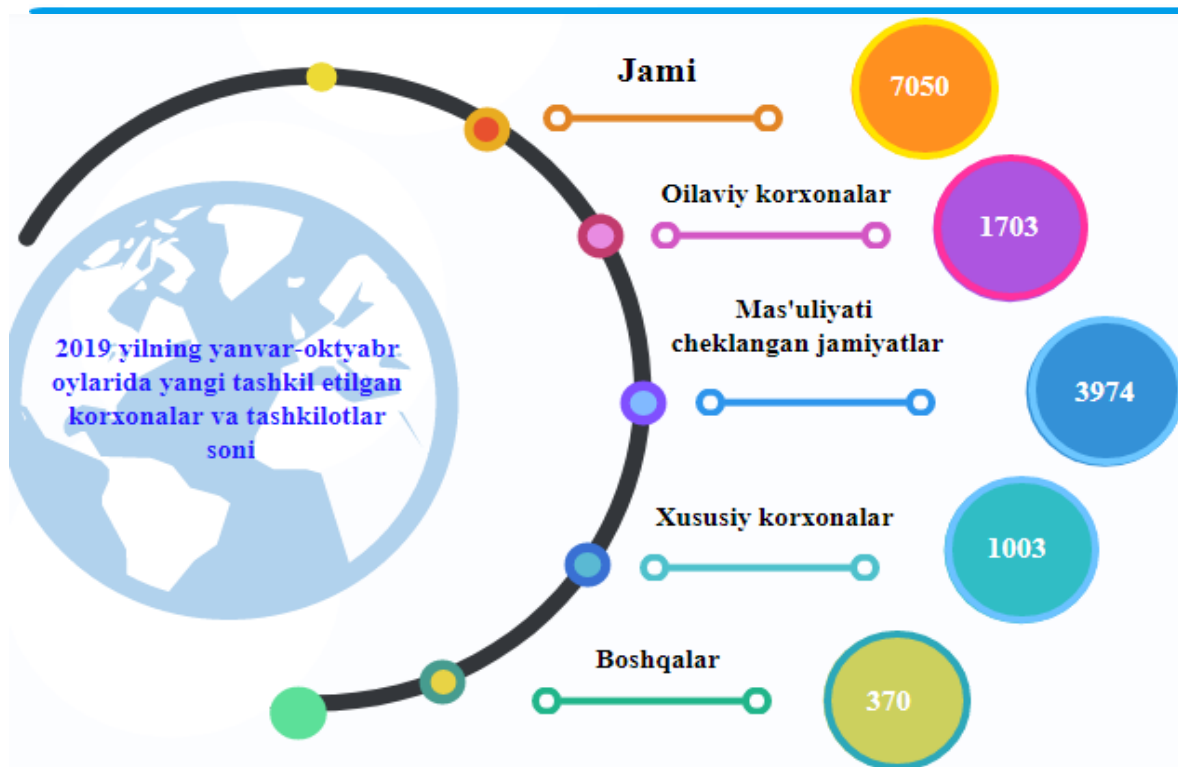 Jami
7050
Oilaviy korxonalar
1703
Mas'uliyati
cheklangan jamiyatlar
3974
2019 yilning yanvar-oktyabr
oylarida yangi tashkil etilgan
korxonalar va tashkilotlar
soni
Xususiy korxonalar
1003
Boshqalar
370